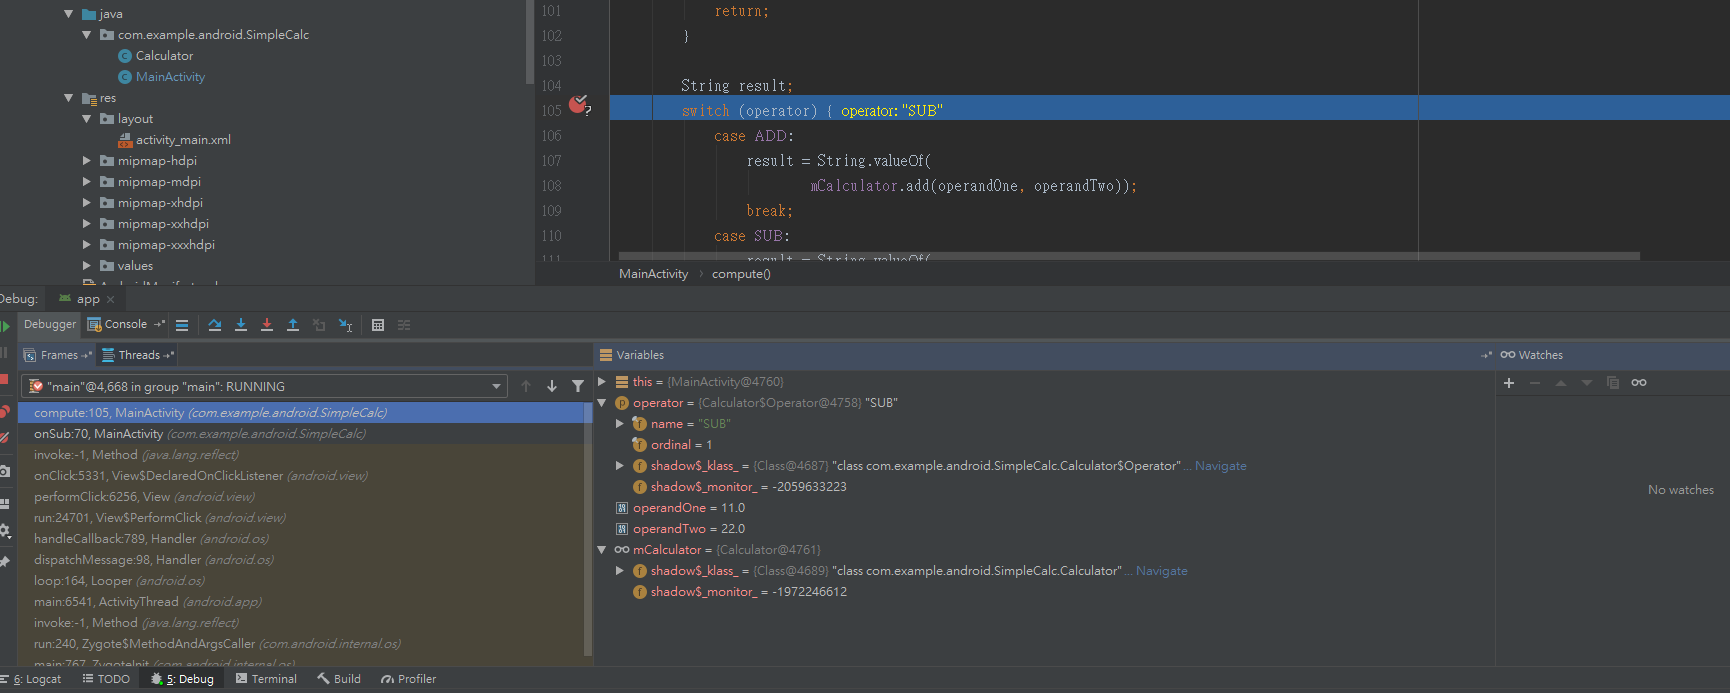 java
com.example.android.SimpleCalc
Calculator
MainActivity
res
layout
activity_main.xml
mipmap-hdpi
mipmap-mdpi
mipmap-xhdpi
mipmap-xxhdpi
mipmap-xxxhdpi
values
101 return;
102 }
103
104 String result;
105 switch (operator) { operator: "SUB"
106 case ADD:
107 result = String.valueOf(
108 mCalculator.add(operandOne, operandTwo));
109 break;
110 case SUB:
111 result = String.valueOf(
MainActivity › compute()
Debug: app
Debugger Console
Frames Threads
"main"@4,668 in group "main": RUNNING
compute:105, MainActivity (com.example.android.SimpleCalc)
onSub:70, MainActivity (com.example.android.SimpleCalc)
invoke:-1, Method (java.lang.reflect)
onClick:5331, View$DeclaredOnClickListener (android.view)
performClick:6256, View (android.view)
run:24701, View$PerformClick (android.view)
handleCallback:789, Handler (android.os)
dispatchMessage:98, Handler (android.os)
loop:164, Looper (android.os)
main:6541, ActivityThread (android.app)
invoke:-1, Method (java.lang.reflect)
run:240, Zygote$MethodAndArgsCaller (com.android.internal.os)
main:767, ZygoteInit (com.android.internal.os)
Variables
this = {MainActivity@4760}
operator = {Calculator$Operator@4758} "SUB"
name = "SUB"
ordinal = 1
shadow$_klass_ = {Class@4687} "class com.example.android.SimpleCalc.Calculator$Operator"... Navigate
shadow$_monitor_ = -2059633223
operandOne = 11.0
operandTwo = 22.0
mCalculator = {Calculator@4761}
shadow$_klass_ = {Class@4689} "class com.example.android.SimpleCalc.Calculator"... Navigate
shadow$_monitor_ = -1972246612
Watches
No watches
6: Logcat TODO 5: Debug Terminal Build Profiler